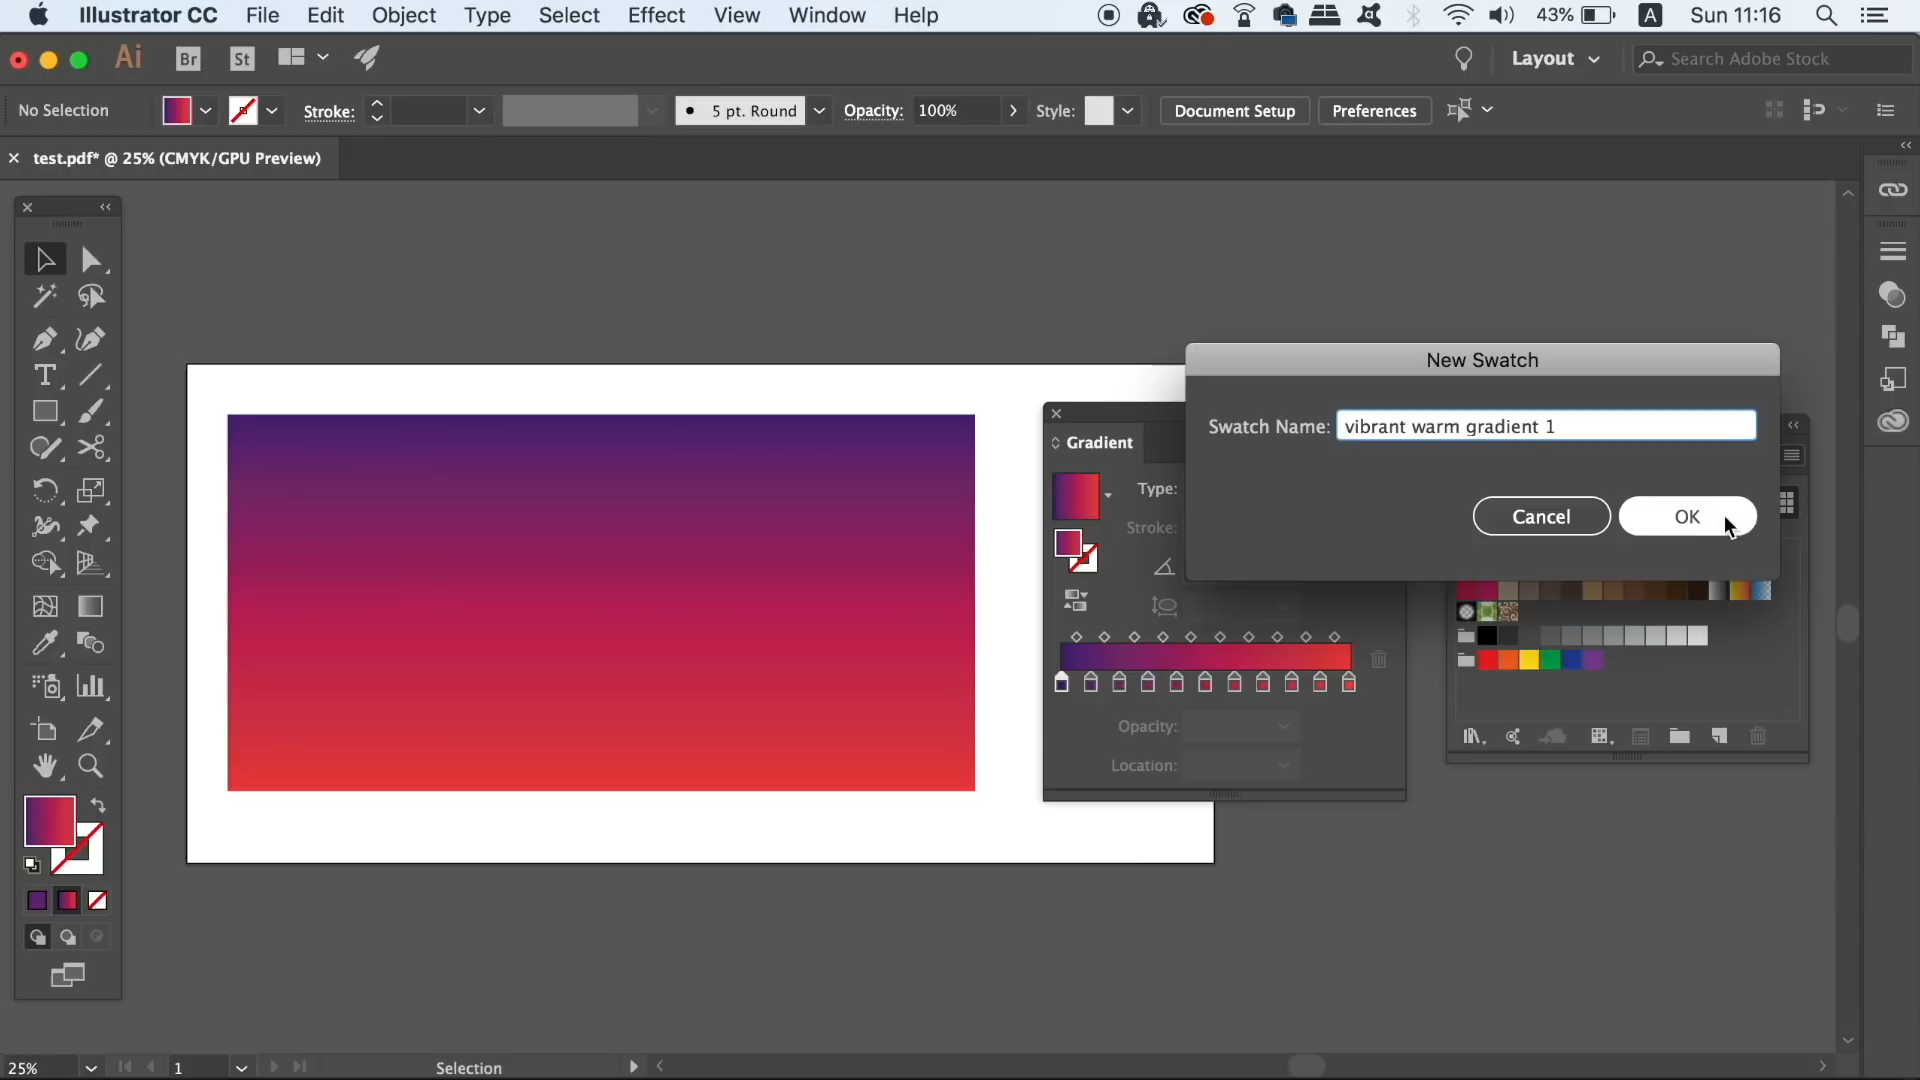 Illustrator CC File Edit Object Type Select Effect View Window Help 43% A Sun 11:16
Ai Br St Layout Search Adobe Stock
No Selection Stroke: 5 pt. Round Opacity: 100% Style: Document Setup Preferences
test.pdf* @ 25% (CMYK/GPU Preview)
New Swatch
Swatch Name: vibrant warm gradient 1
Cancel OK
Gradient
Type:
Stroke:
Opacity:
Location:
25% 1 Selection